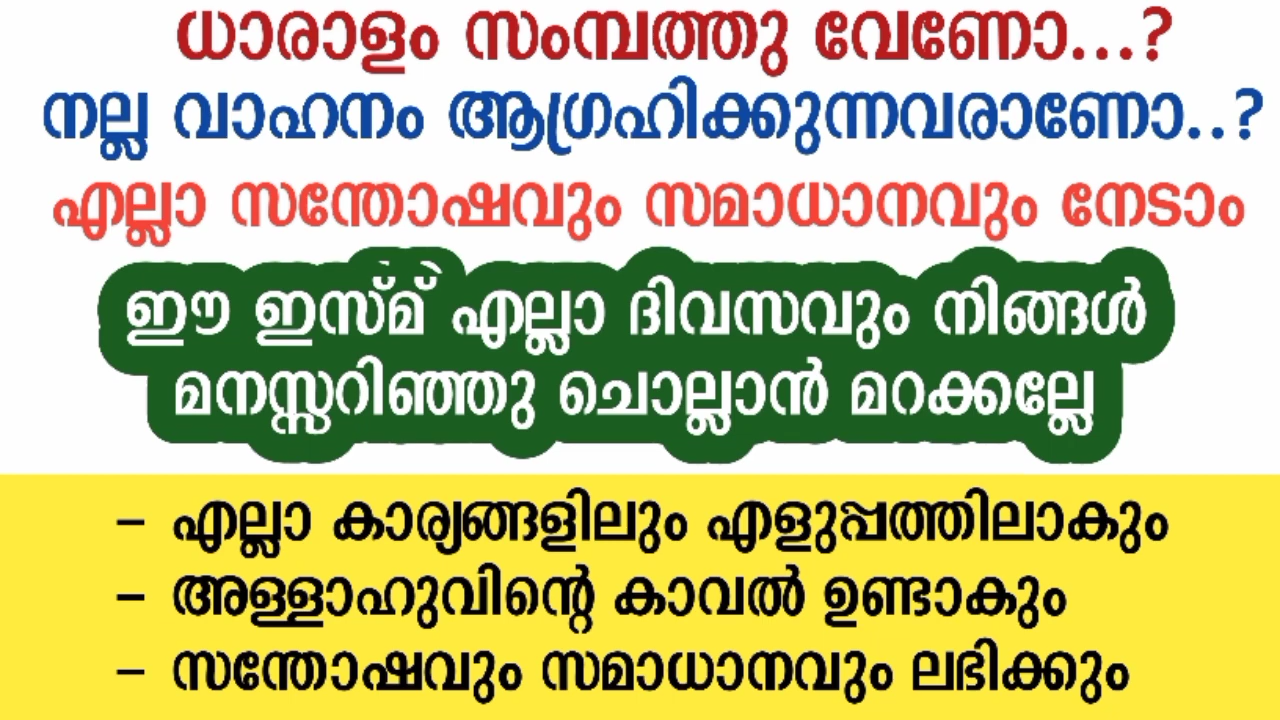 ധാരാളം സംമ്പത്തു വേണോ...?
നല്ല വാഹനം ആഗ്രഹിക്കുന്നവരാണോ..?
എല്ലാ സന്തോഷവും സമാധാനവും നേടാം
ഈ ഇസ്മ് എല്ലാ ദിവസവും നിങ്ങൾ
മനസ്സറിഞ്ഞു ചൊല്ലാൻ മറക്കല്ലേ
- എല്ലാ കാര്യങ്ങളിലും എളുപ്പത്തിലാകും
- അള്ളാഹുവിന്റെ കാവൽ ഉണ്ടാകും
- സന്തോഷവും സമാധാനവും ലഭിക്കും